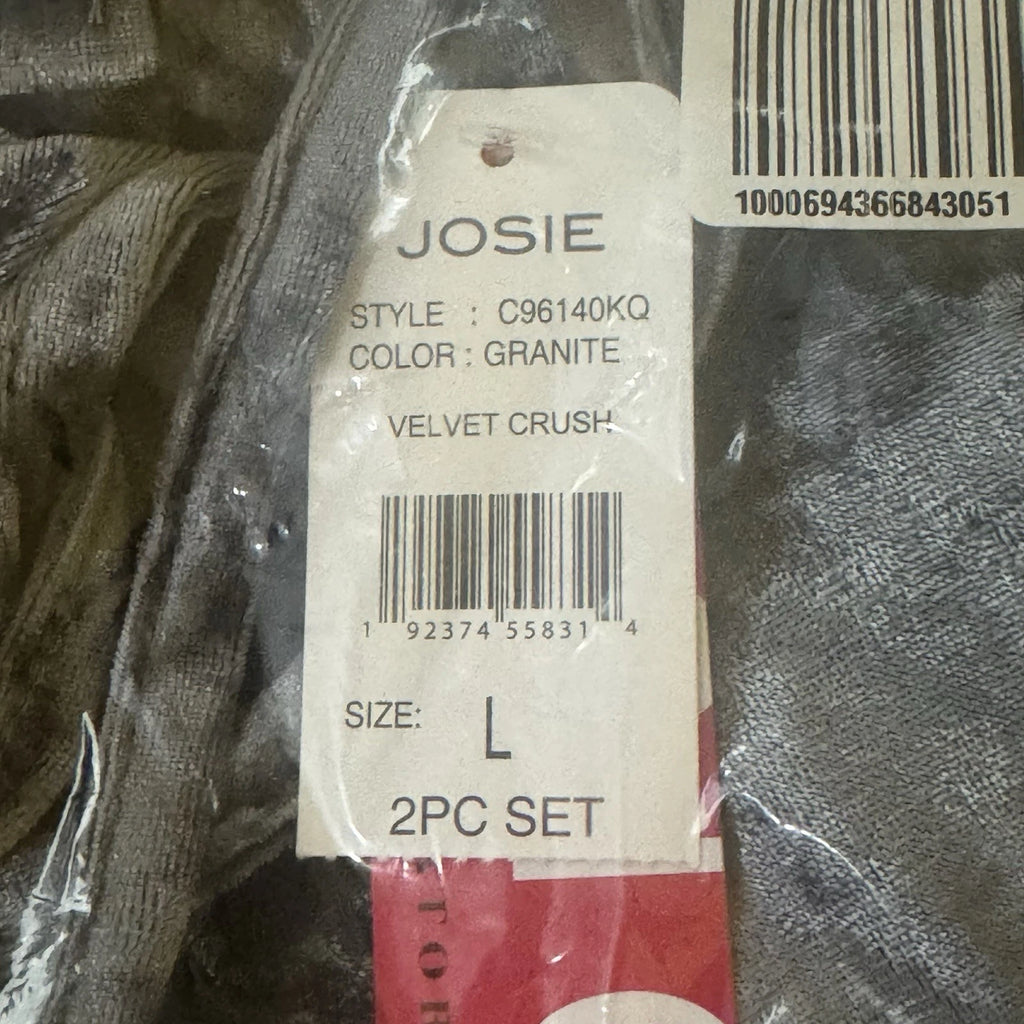 1000694366843051
JOSIE
STYLE : C96140KQ
COLOR : GRANITE
VELVET CRUSH
1 92374 55831 4
SIZE: L
2PC SET